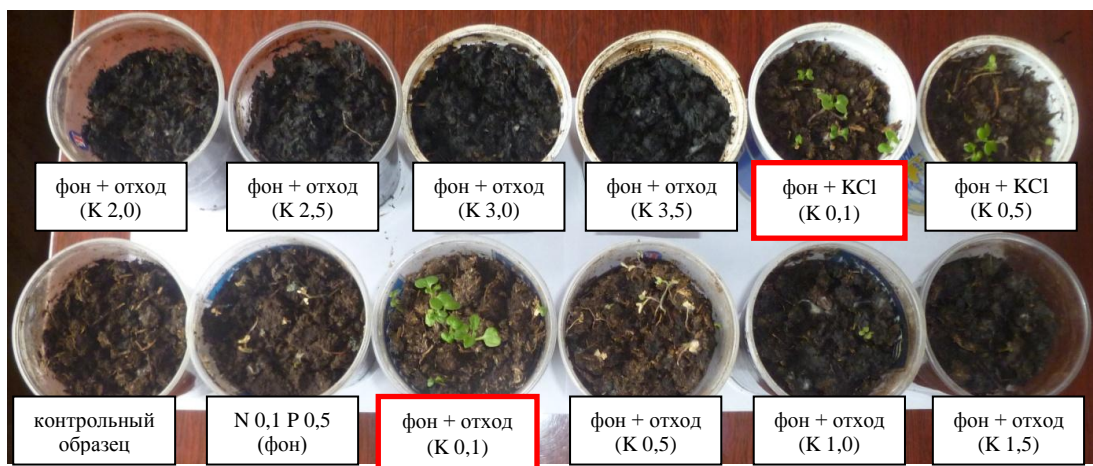 фон + отход
(K 2,0)
фон + отход
(K 2,5)
фон + отход
(K 3,0)
фон + отход
(K 3,5)
фон + KCl
(K 0,1)
фон + KCl
(K 0,5)
контрольный
образец
N 0,1 P 0,5
(фон)
фон + отход
(K 0,1)
фон + отход
(K 0,5)
фон + отход
(K 1,0)
фон + отход
(K 1,5)